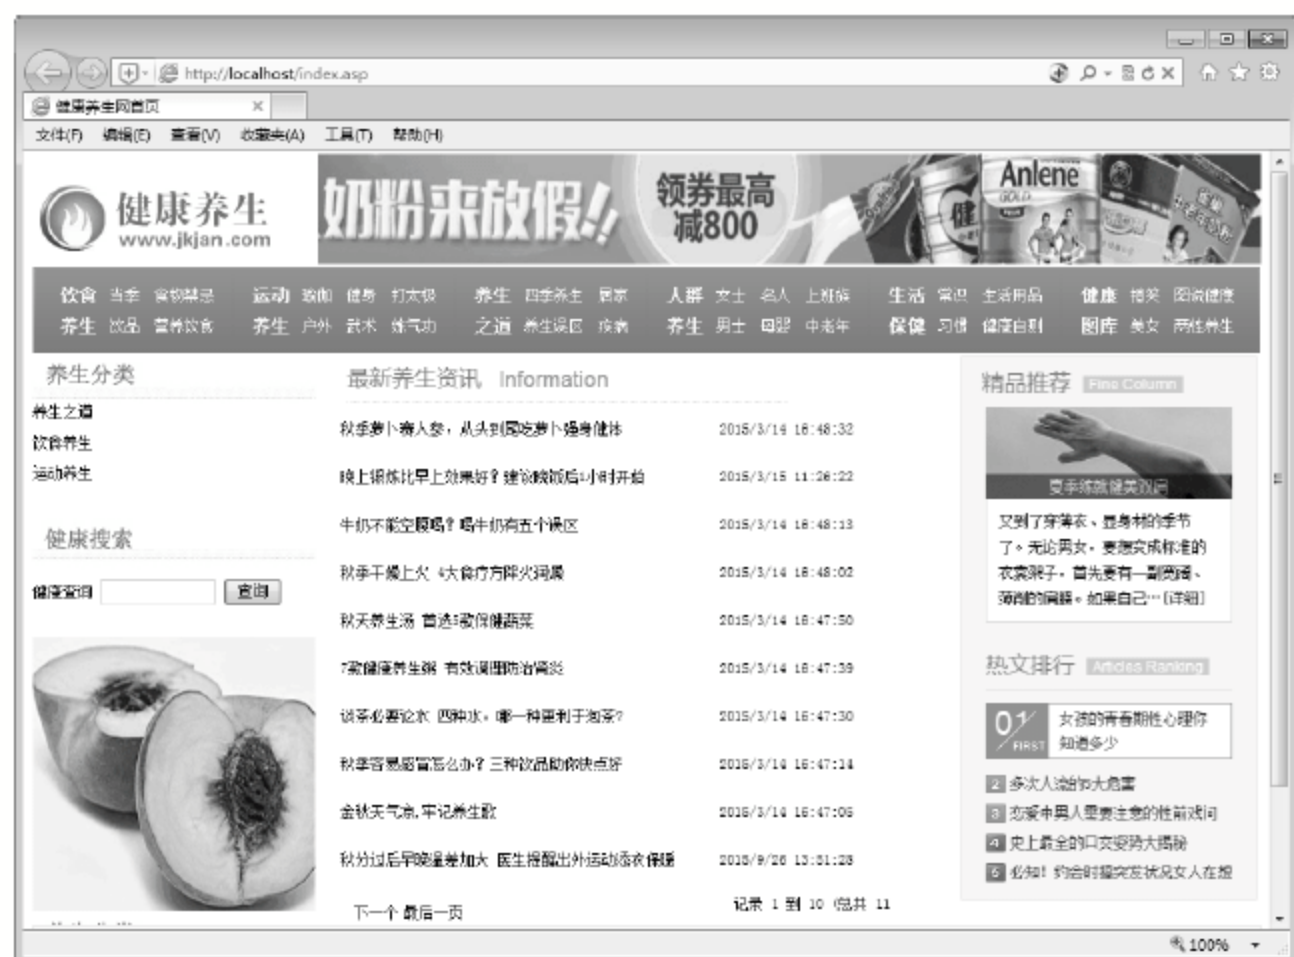 http://localhost/index.asp
健康养生网首页
文件(F) 编辑(E) 查看(V) 收藏夹(A) 工具(T) 帮助(H)
健康养生
www.jkjan.com
奶粉来放假!!
领券最高
减800
Anlene
GOLD
饮食 当季 食物禁忌 运动 瑜伽 健身 打太极 养生 四季养生 居家 人群 女士 名人 上班族 生活 常识 生活用品 健康 搞笑 图说健康
养生 饮品 营养饮食 养生 户外 武术 练气功 之道 养生误区 疾病 养生 男士 母婴 中老年 保健 习惯 健康自测 图库 美女 两性养生
养生分类
养生之道
饮食养生
运动养生
健康搜索
健康查询 查询
最新养生资讯 Information
秋季萝卜赛人参，从头到尾吃萝卜强身健体 2015/3/14 16:48:32
晚上锻炼比早上效果好？建议晚饭后1小时开始 2015/3/15 11:26:22
牛奶不能空腹喝？喝牛奶有五个误区 2015/3/14 16:48:13
秋季干燥上火 4大食疗方降火润燥 2015/3/14 16:48:02
秋天养生汤 首选5款保健蔬菜 2015/3/14 16:47:50
7款健康养生粥 有效调理防治肾炎 2015/3/14 16:47:39
谈茶必要论水 四种水，哪一种更利于泡茶? 2015/3/14 16:47:30
秋季容易感冒怎么办？三种饮品助你快点好 2015/3/14 16:47:14
金秋天气凉,牢记养生歌 2015/3/14 16:47:05
秋分过后早晚温差加大 医生提醒出外运动添衣保暖 2015/9/26 13:51:28
下一个 最后一页
记录 1 到 10 (总共 11
精品推荐 Fine Column
夏季练就健美双肩
又到了穿薄衣、显身材的季节
了。无论男女，要想变成标准的
衣裳架子，首先要有一副宽阔、
薄削的肩膀。如果自己…[详细]
热文排行 Articles Ranking
01 FIRST 女孩的青春期性心理你
知道多少
2 多次人流的5大危害
3 恋爱中男人需要注意的性前戏问
4 史上最全的口交姿势大揭秘
5 必知！约会时遇突发状况女人在想
100%